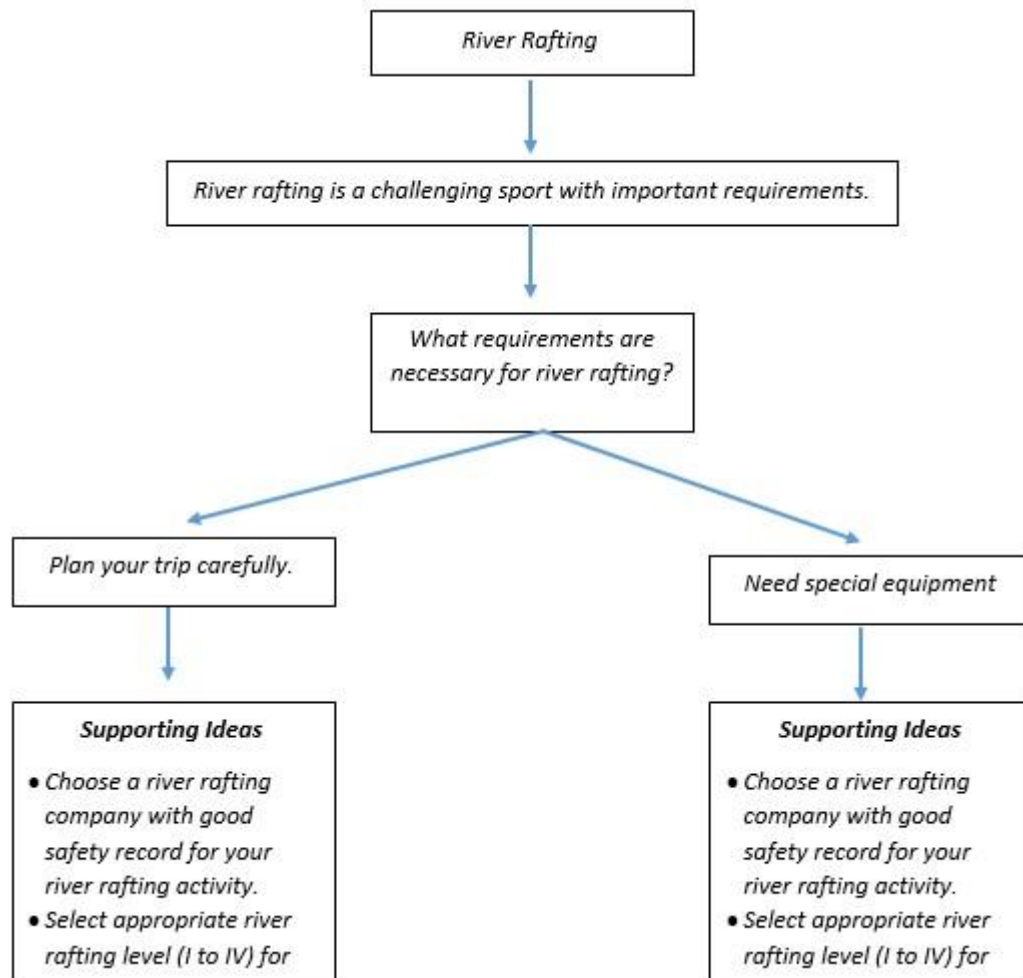 River Rafting
River rafting is a challenging sport with important requirements.
What requirements are
necessary for river rafting?
Plan your trip carefully.
Need special equipment
Supporting Ideas
• Choose a river rafting
company with good
safety record for your
river rafting activity.
• Select appropriate river
rafting level (I to IV) for
Supporting Ideas
• Choose a river rafting
company with good
safety record for your
river rafting activity.
• Select appropriate river
rafting level (I to IV) for